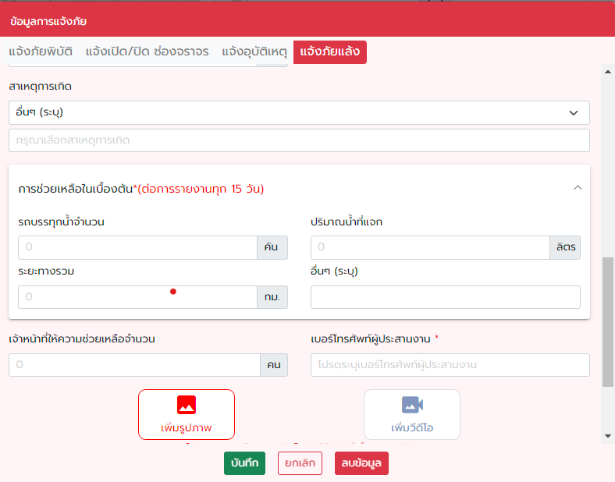 ข้อมูลการแจ้งภัย
แจ้งภัยพิบัติ แจ้งเปิด/ปิด ช่องจราจร แจ้งอุบัติเหตุ แจ้งภัยแล้ง
สาเหตุการเกิด
อื่นๆ (ระบุ)
กรุณาเลือกสาเหตุการเกิด
การช่วยเหลือในเบื้องต้น*(ต่อการรายงานทุก 15 วัน)
รถบรรทุกน้ำจำนวน ปริมาณน้ำที่แจก
0 คัน 0 ลิตร
ระยะทางรวม อื่นๆ (ระบุ)
0 กม.
เจ้าหน้าที่ให้ความช่วยเหลือจำนวน เบอร์โทรศัพท์ผู้ประสานงาน *
0 คน โปรดระบุเบอร์โทรศัพท์ผู้ประสานงาน
เพิ่มรูปภาพ เพิ่มวีดีโอ
บันทึก ยกเลิก ลบข้อมูล